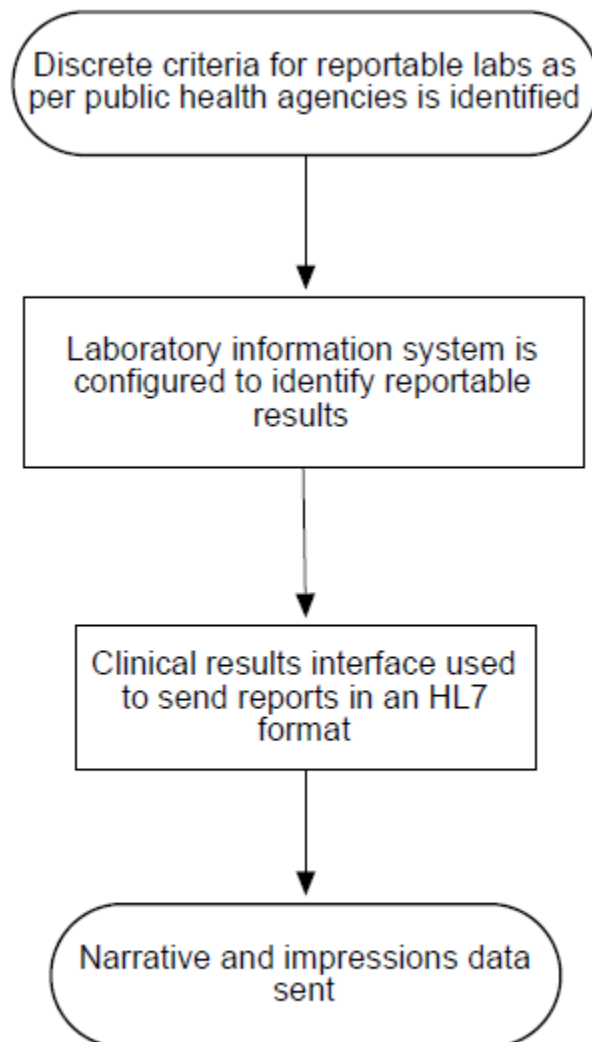 Discrete criteria for reportable labs as
per public health agencies is identified
Laboratory information system is
configured to identify reportable
results
Clinical results interface used
to send reports in an HL7
format
Narrative and impressions data
sent